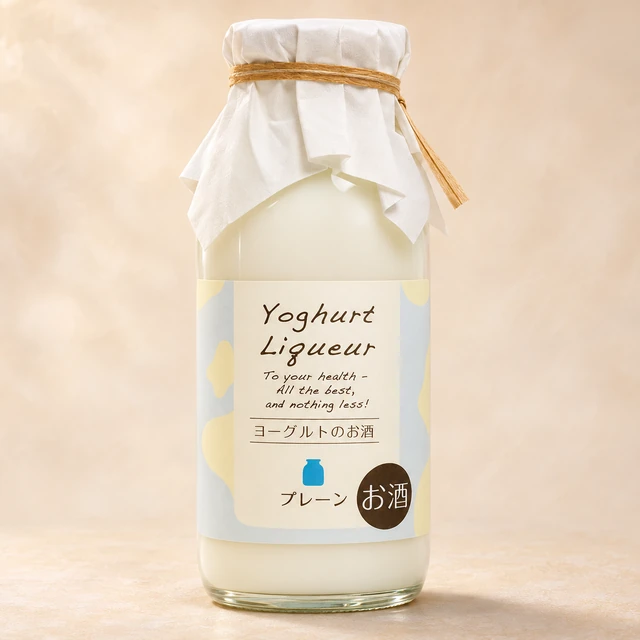 Yoghurt
Liqueur
To your health –
All the best,
and nothing less!
ヨーグルトのお酒
プレーン
お酒